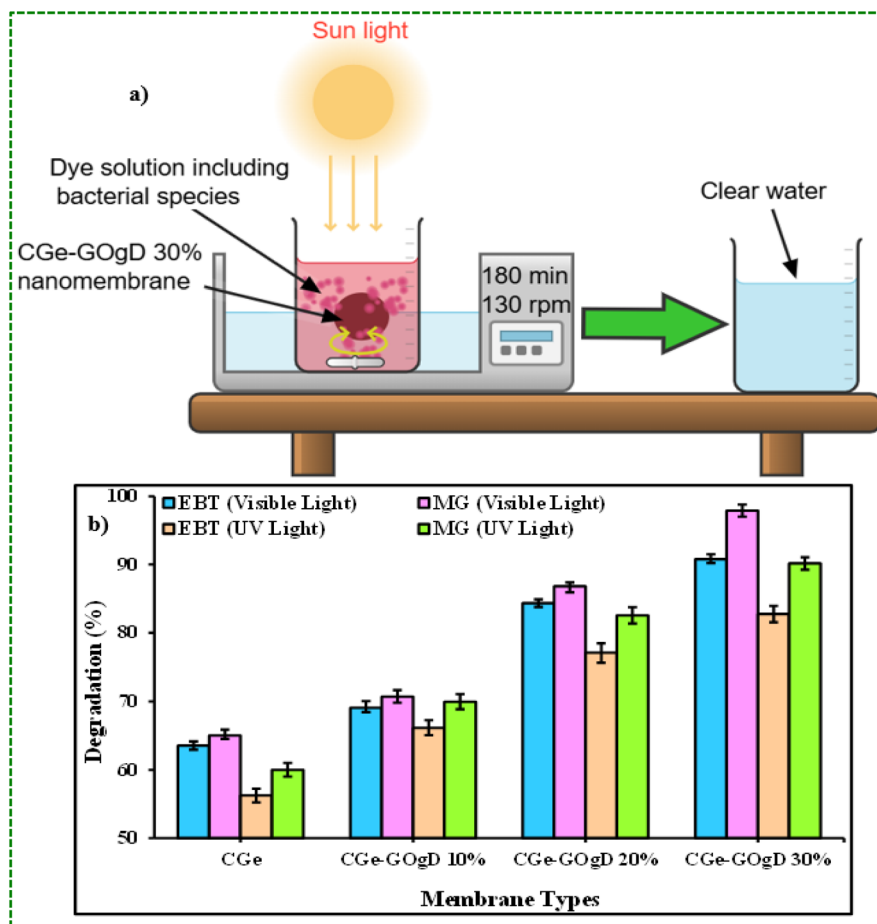 Sun light
a)
Dye solution including
bacterial species
CGe-GOgD 30%
nanomembrane
180 min
130 rpm
Clear water
b)
EBT (Visible Light)
MG (Visible Light)
EBT (UV Light)
MG (UV Light)
Degradation (%)
100
90
80
70
60
50
CGe
CGe-GOgD 10%
CGe-GOgD 20%
CGe-GOgD 30%
Membrane Types